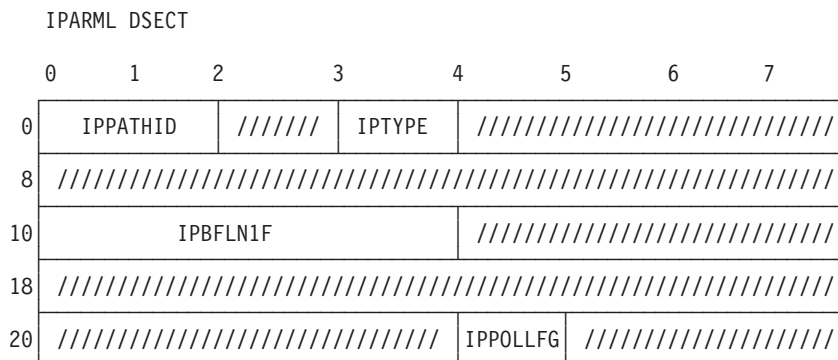 IPARML DSECT
0 1 2 3 4 5 6 7
0 IPPATHID /////// IPTYPE //////////////////////////////
8 ///////////////////////////////////////////////////////////////////
10 IPBFLN1F //////////////////////////////
18 ///////////////////////////////////////////////////////////////////
20 //////////////////////////////// IPPOLLFG /////////////////////